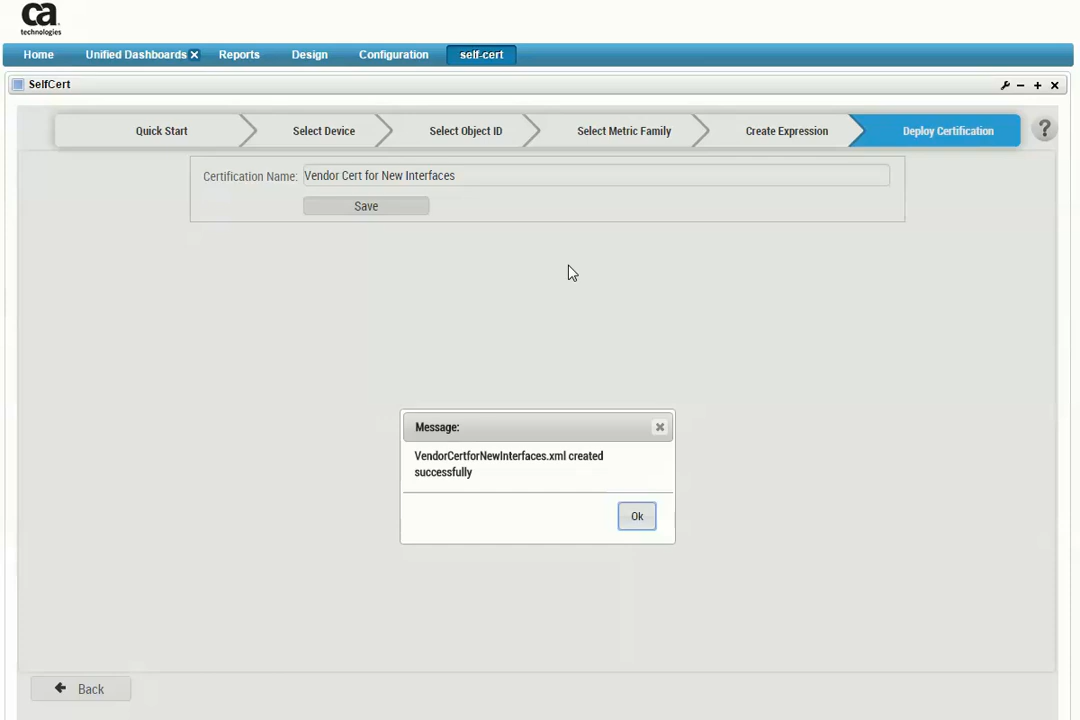 ca
technologies
Home Unified Dashboards Reports Design Configuration self-cert
SelfCert
Quick Start Select Device Select Object ID Select Metric Family Create Expression Deploy Certification ?
Certification Name: Vendor Cert for New Interfaces
Save
Message:
VendorCertforNewInterfaces.xml created
successfully
Ok
Back